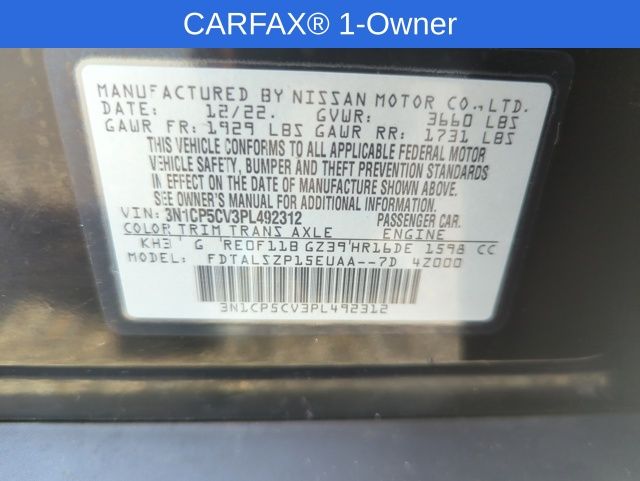 CARFAX® 1-Owner
MANUFACTURED BY NISSAN MOTOR CO.,LTD.
DATE: 12/22. GVWR: 3660 LBS
GAWR FR: 1929 LBS GAWR RR: 1731 LBS
THIS VEHICLE CONFORMS TO ALL APPLICABLE FEDERAL MOTOR
VEHICLE SAFETY, BUMPER AND THEFT PREVENTION STANDARDS
IN EFFECT ON THE DATE OF MANUFACTURE SHOWN ABOVE.
SEE OWNER'S MANUAL FOR ADDITIONAL INFORMATION.
VIN: 3N1CP5CV3PL492312 PASSENGER CAR.
COLOR TRIM TRANS AXLE ENGINE
KH3 G RE0F11B GZ39 HR16DE 1598 CC
MODEL: FDTALSZP15EUAA--7D 4Z000
3N1CP5CV3PL492312